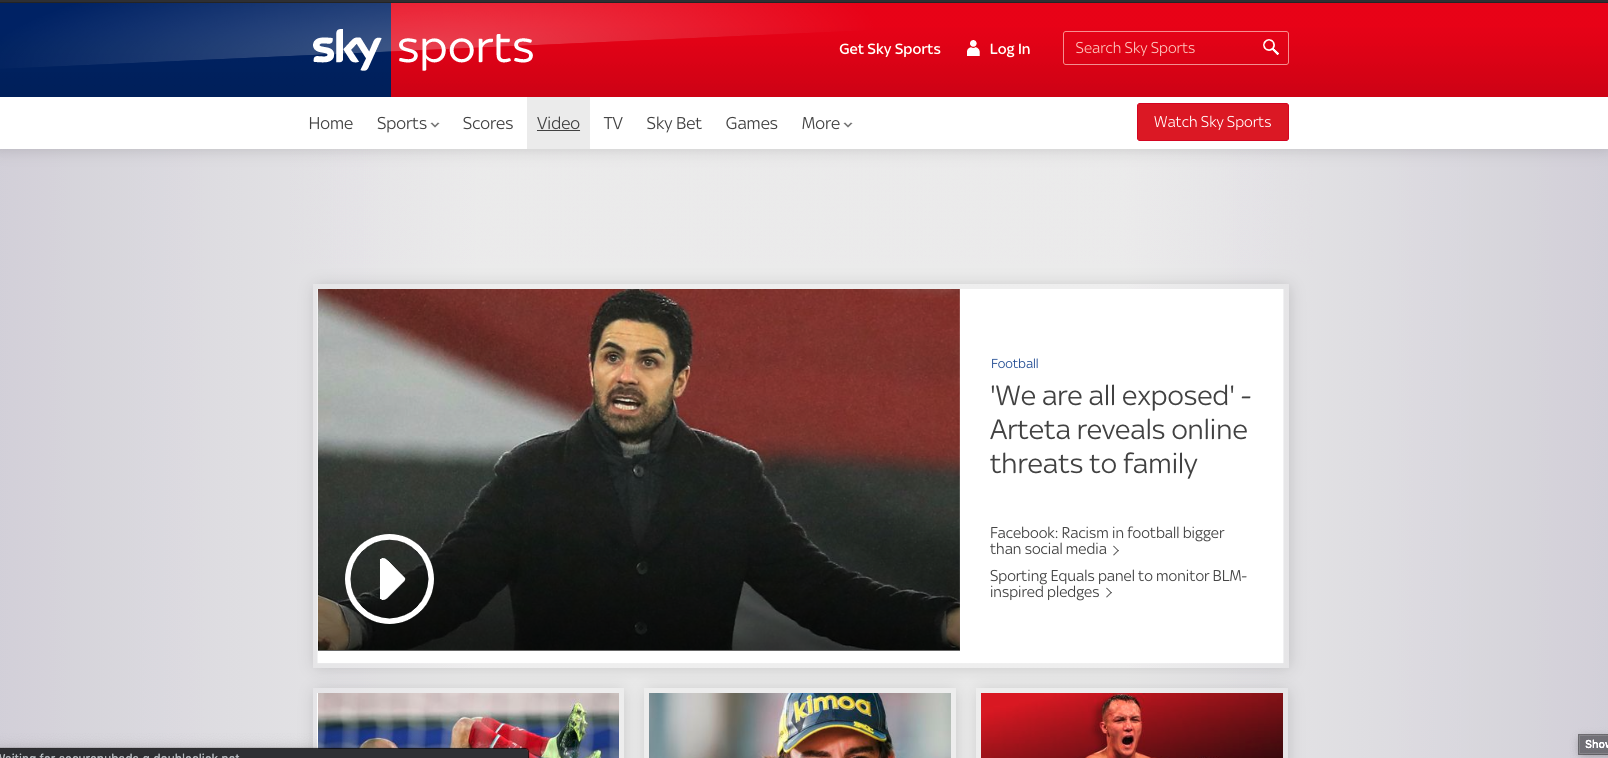 sky sports
Get Sky Sports
Log In
Search Sky Sports
Home
Sports
Scores
Video
TV
Sky Bet
Games
More
Watch Sky Sports
Football
'We are all exposed' -
Arteta reveals online
threats to family
Facebook: Racism in football bigger
than social media
Sporting Equals panel to monitor BLM-
inspired pledges
kimoa
Show